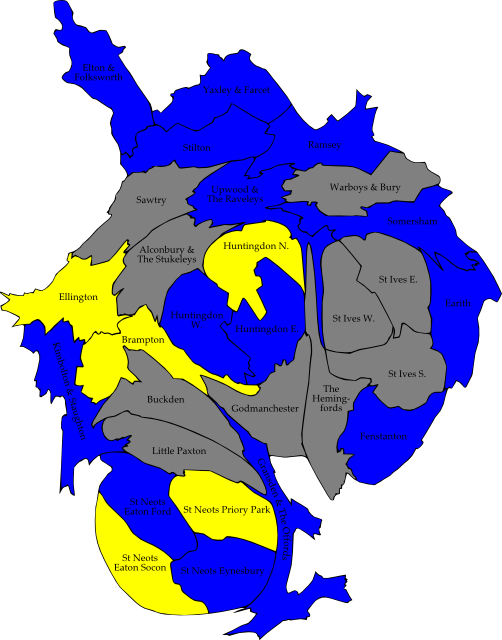 Elton &
Folksworth
Yaxley & Farcet
Stilton
Ramsey
Sawtry
Upwood &
The Raveleys
Warboys & Bury
Somersham
Alconbury &
The Stukeleys
Huntingdon N.
St Ives E.
Ellington
Earith
Huntingdon
W.
Huntingdon E.
St Ives W.
Brampton
Kimbolton & Staughton
St Ives S.
Buckden
Godmanchester
The
Heming-
fords
Fenstanton
Little Paxton
Gransden & The Offords
St Neots
Eaton Ford
St Neots Priory Park
St Neots
Eaton Socon
St Neots Eynesbury